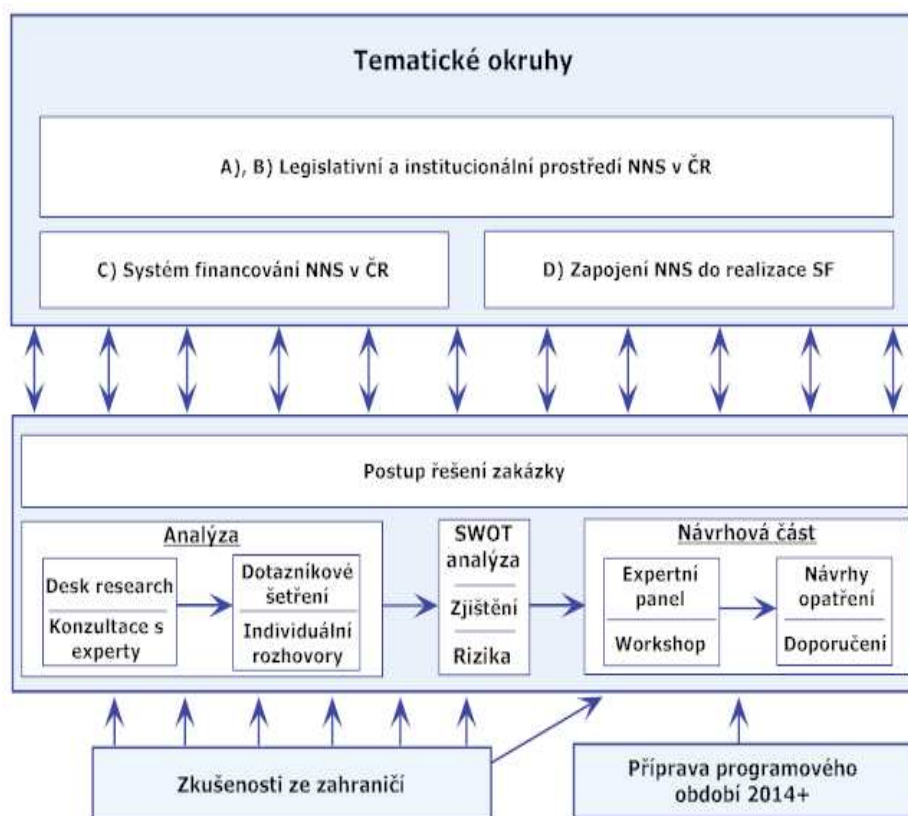 Tematické okruhy
A), B) Legislativní a institucionální prostředí NNS v ČR
C) Systém financování NNS v ČR
D) Zapojení NNS do realizace SF
Postup řešení zakázky
Analýza
Desk research
Konzultace s
experty
Dotazníkové
šetření
Individuální
rozhovory
SWOT
analýza
Zjištění
Rizika
Návrhová část
Expertní
panel
Workshop
Návrhy
opatření
Doporučení
Zkušenosti ze zahraničí
Příprava programového
období 2014+